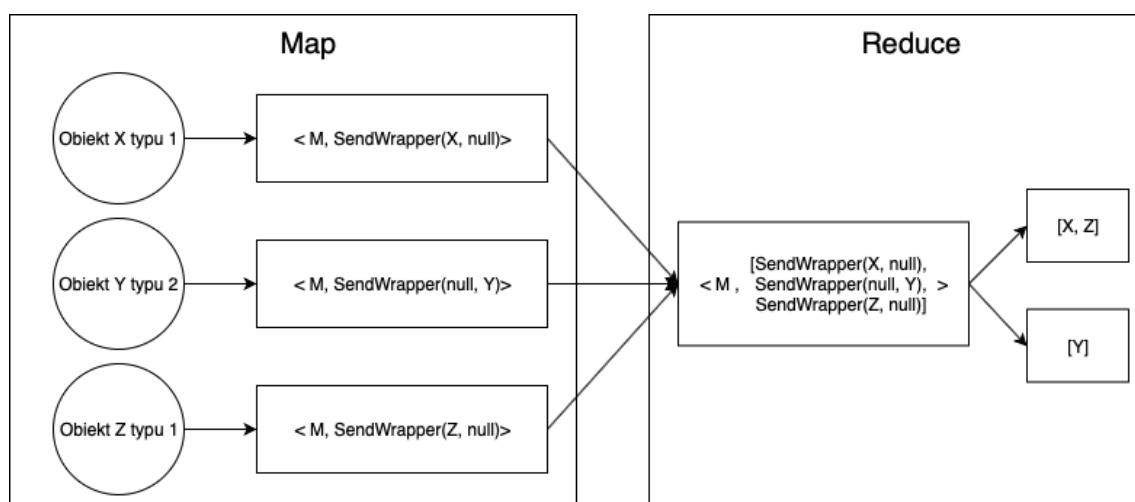 Map
Reduce
Obiekt X typu 1
< M, SendWrapper(X, null)>
Obiekt Y typu 2
< M, SendWrapper(null, Y)>
Obiekt Z typu 1
< M, SendWrapper(Z, null)>
[SendWrapper(X, null),
< M , SendWrapper(null, Y), >
SendWrapper(Z, null)]
[X, Z]
[Y]